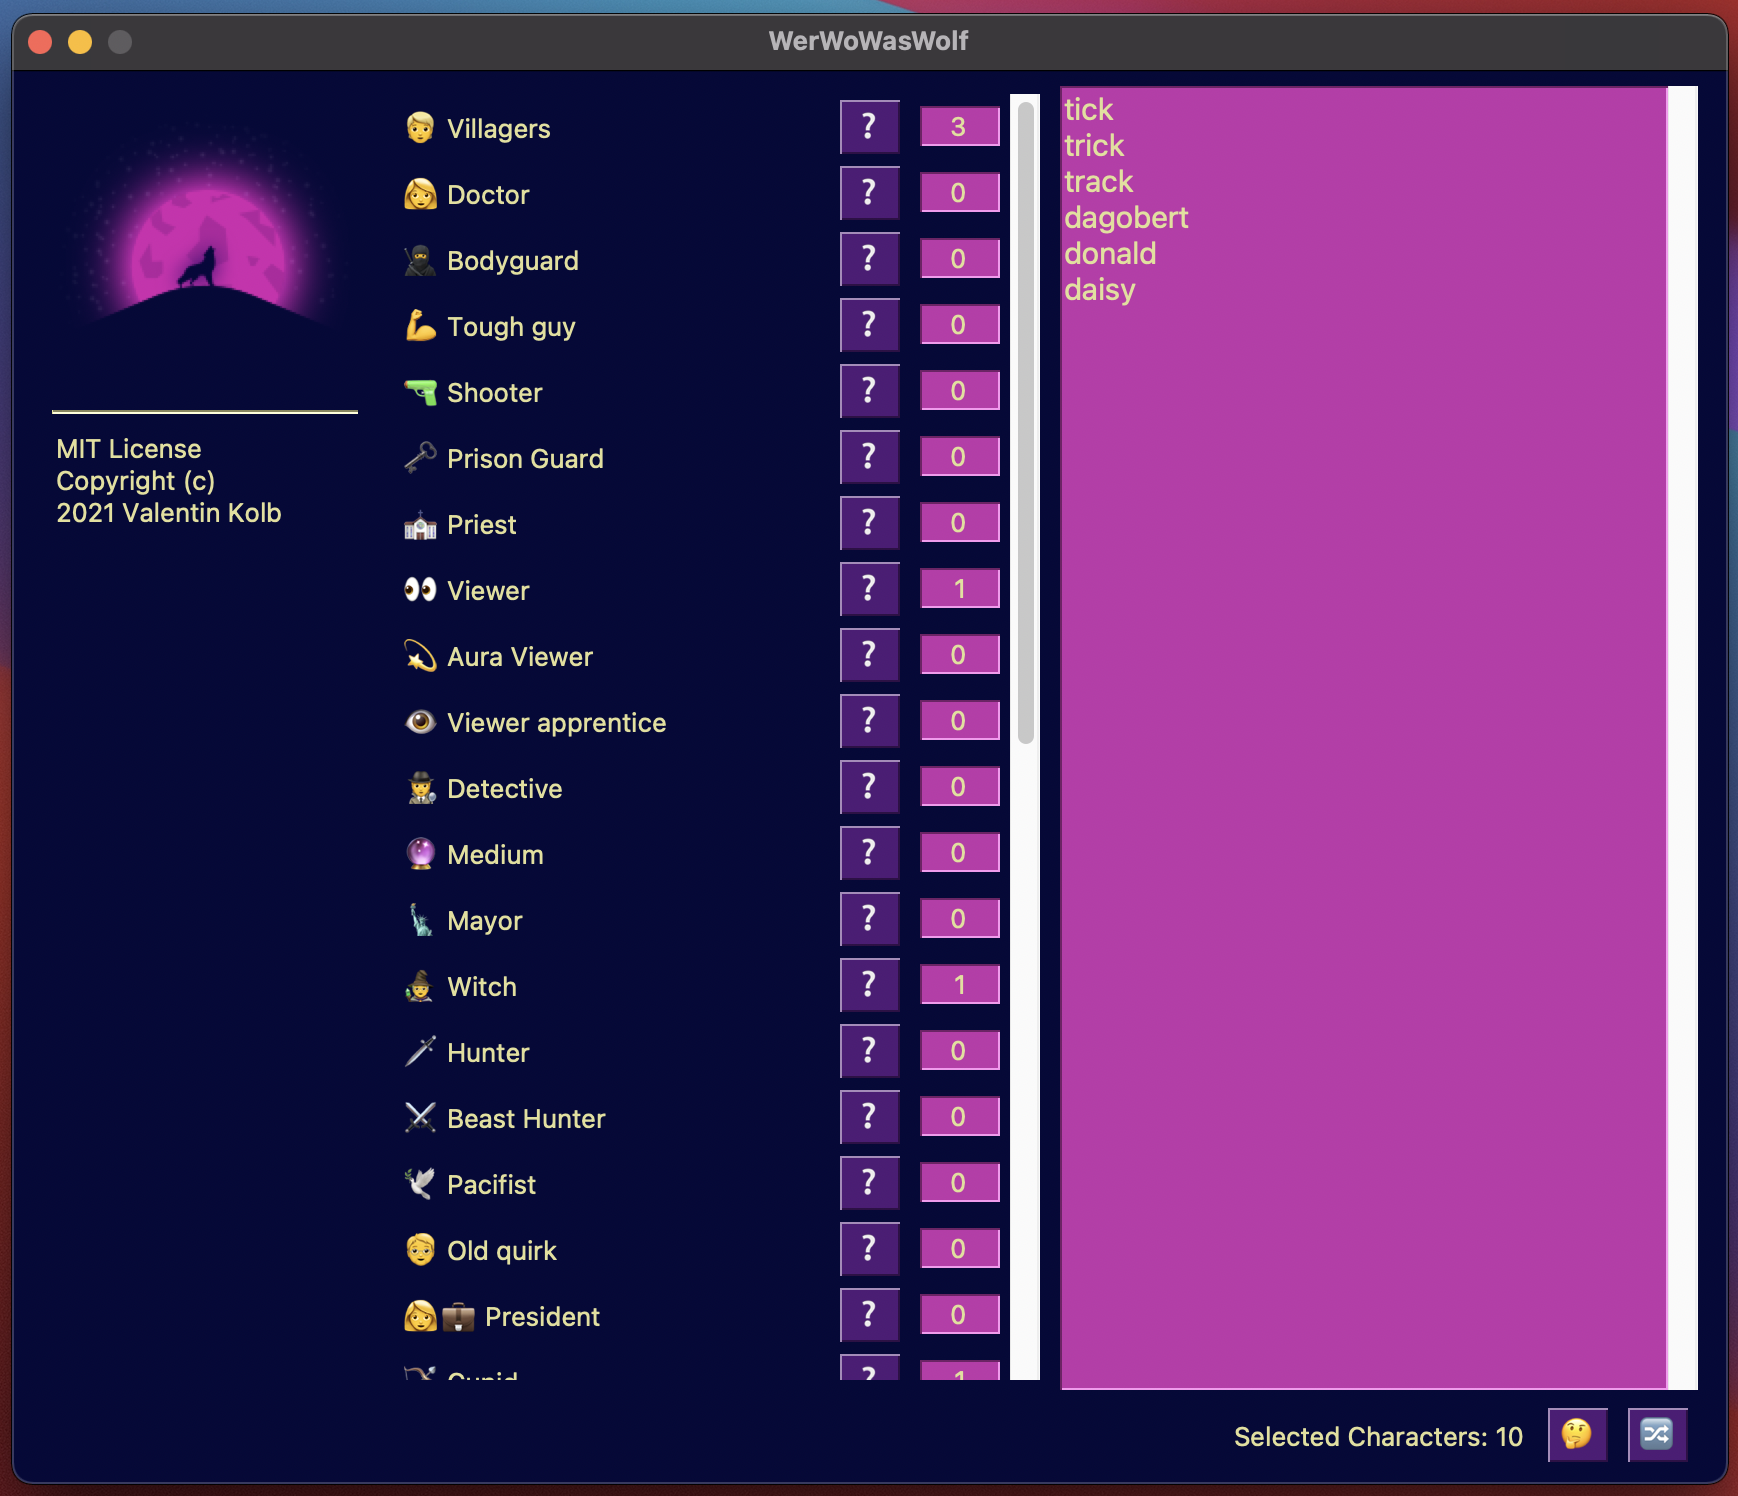 WerWoWasWolf
MIT License
Copyright (c)
2021 Valentin Kolb
Villagers ? 3
Doctor ? 0
Bodyguard ? 0
Tough guy ? 0
Shooter ? 0
Prison Guard ? 0
Priest ? 0
Viewer ? 1
Aura Viewer ? 0
Viewer apprentice ? 0
Detective ? 0
Medium ? 0
Mayor ? 0
Witch ? 1
Hunter ? 0
Beast Hunter ? 0
Pacifist ? 0
Old quirk ? 0
President ? 0
Cupid ? 1
tick
trick
track
dagobert
donald
daisy
Selected Characters: 10